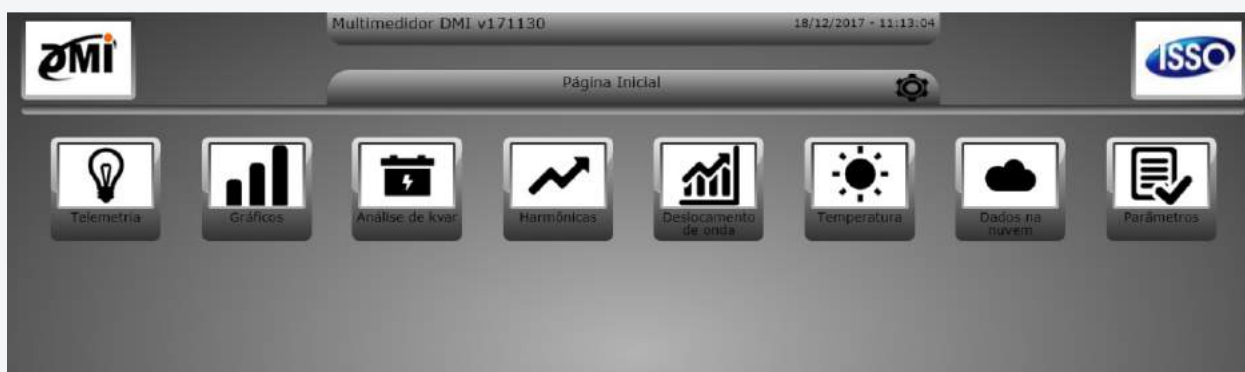 Multimedidor DMI v171130
18/12/2017 - 11:13:04
DMI
ISSO
Página Inicial
Telemetria
Gráficos
Análise de kvar
Harmônicas
Deslocamento
de onda
Temperatura
Dados na
nuvem
Parâmetros